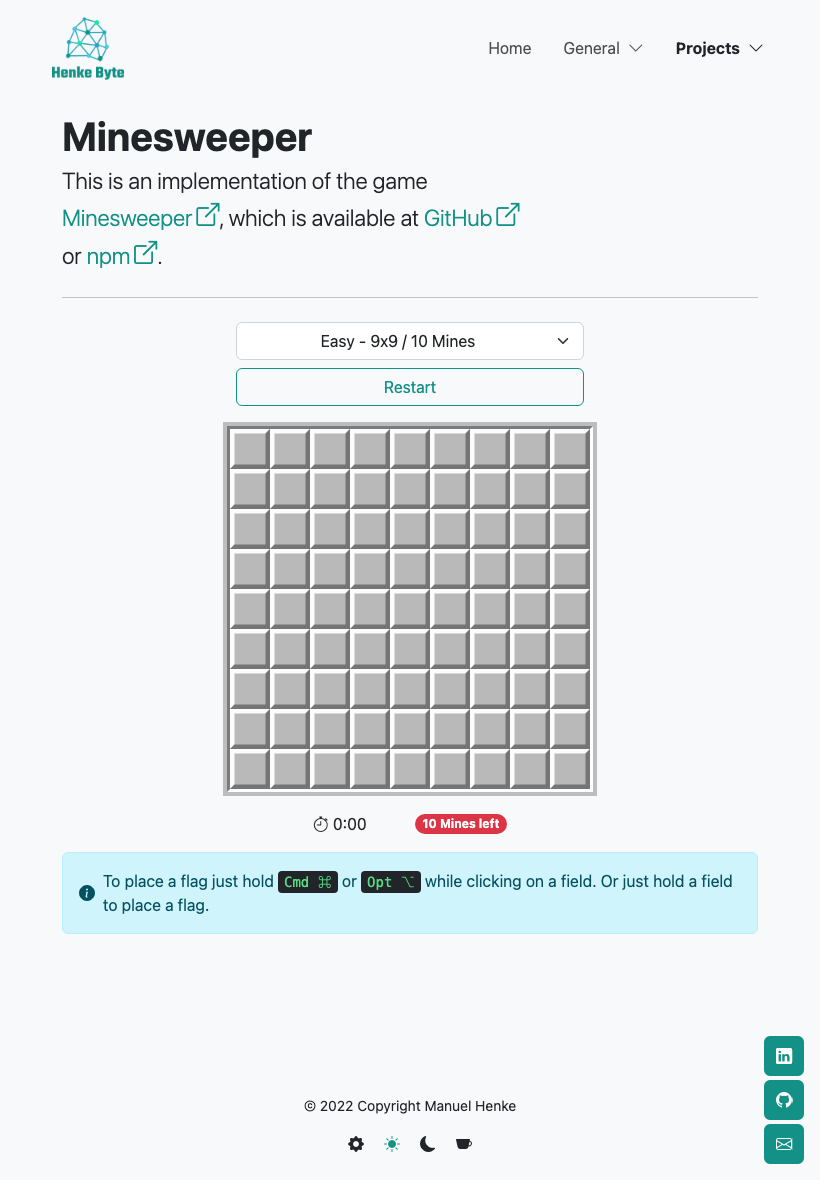 Henke Byte
Home General Projects
Minesweeper
This is an implementation of the game
Minesweeper, which is available at GitHub
or npm.
Easy - 9x9 / 10 Mines
Restart
0:00 10 Mines left
To place a flag just hold Cmd ⌘ or Opt ⌥ while clicking on a field. Or just hold a field
to place a flag.
© 2022 Copyright Manuel Henke